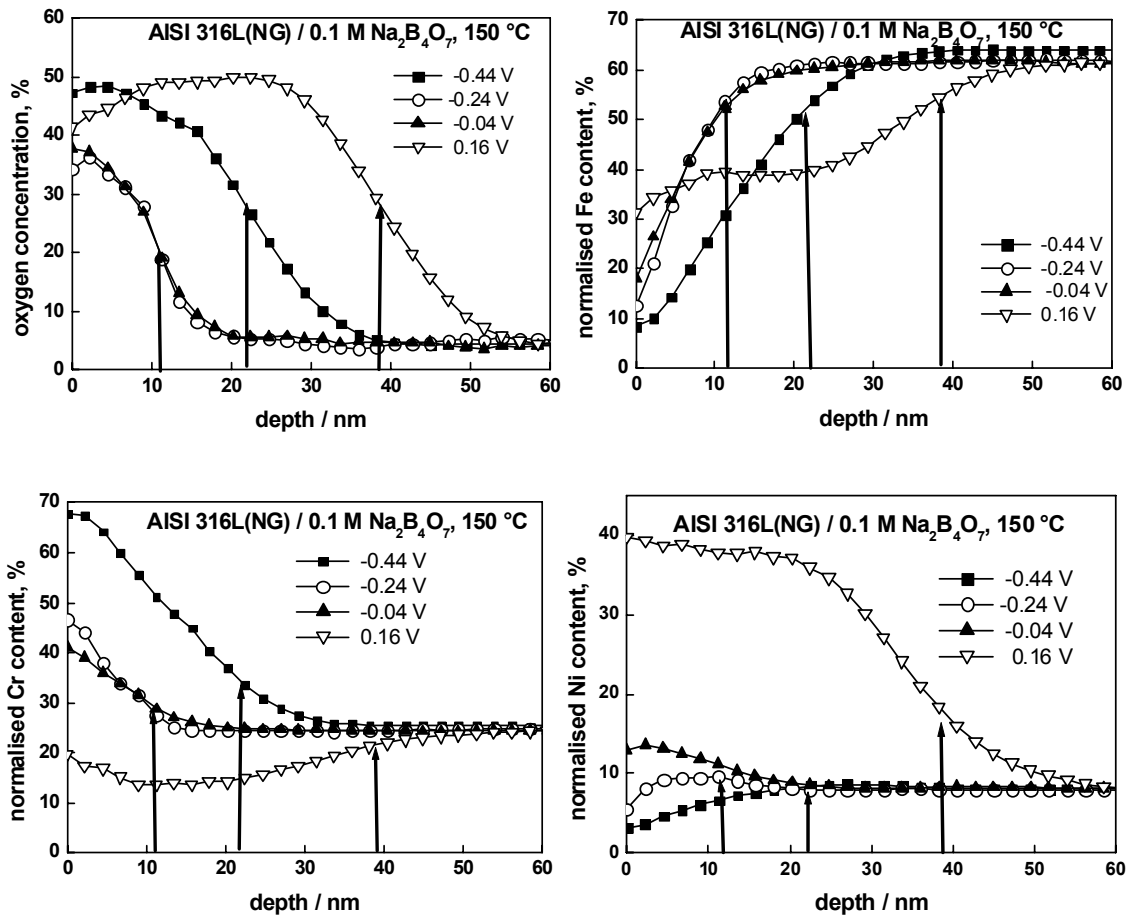 AISI 316L(NG) / 0.1 M Na2B4O7, 150 °C
-0.44 V
-0.24 V
-0.04 V
0.16 V
oxygen concentration, %
60
50
40
30
20
10
0
0 10 20 30 40 50 60
depth / nm
AISI 316L(NG) / 0.1 M Na2B4O7, 150 °C
-0.44 V
-0.24 V
-0.04 V
0.16 V
normalised Fe content, %
70
60
50
40
30
20
10
0
0 10 20 30 40 50 60
depth / nm
AISI 316L(NG) / 0.1 M Na2B4O7, 150 °C
-0.44 V
-0.24 V
-0.04 V
0.16 V
normalised Cr content, %
70
60
50
40
30
20
10
0
0 10 20 30 40 50 60
depth / nm
AISI 316L(NG) / 0.1 M Na2B4O7, 150 °C
-0.44 V
-0.24 V
-0.04 V
0.16 V
normalised Ni content, %
40
30
20
10
0
0 10 20 30 40 50 60
depth / nm